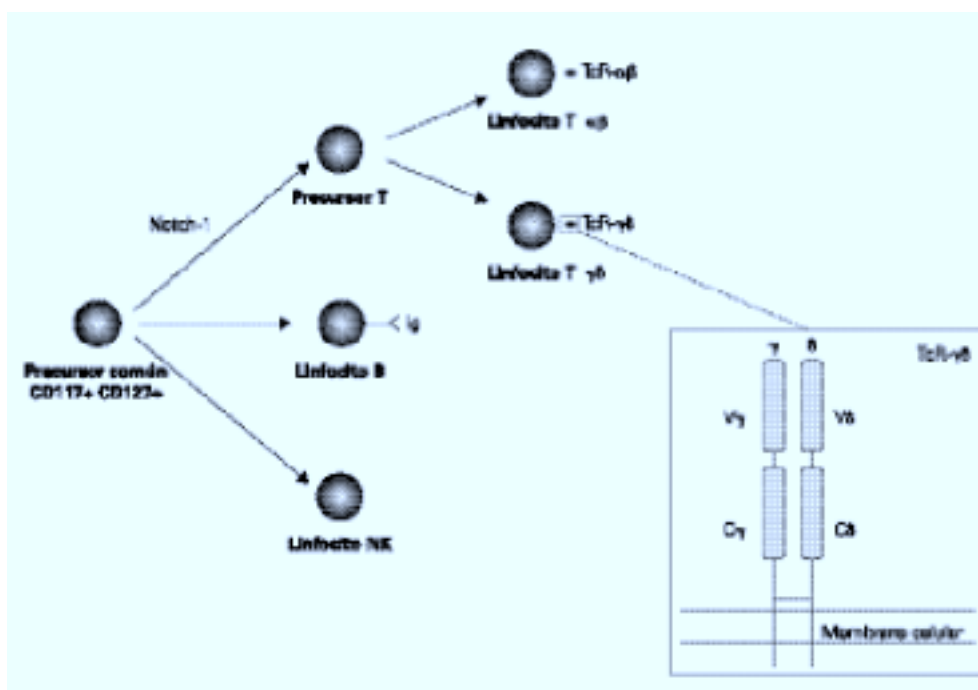 TcR-αβ
Linfocito T αβ
Precursor T
Notch-1
TcR-γδ
Linfocito T γδ
Ig
Precursor común
CD117+ CD127+
Linfocito B
Linfocito NK
γ δ TcR-γδ
Vγ Vδ
Cγ Cδ
Membrana celular